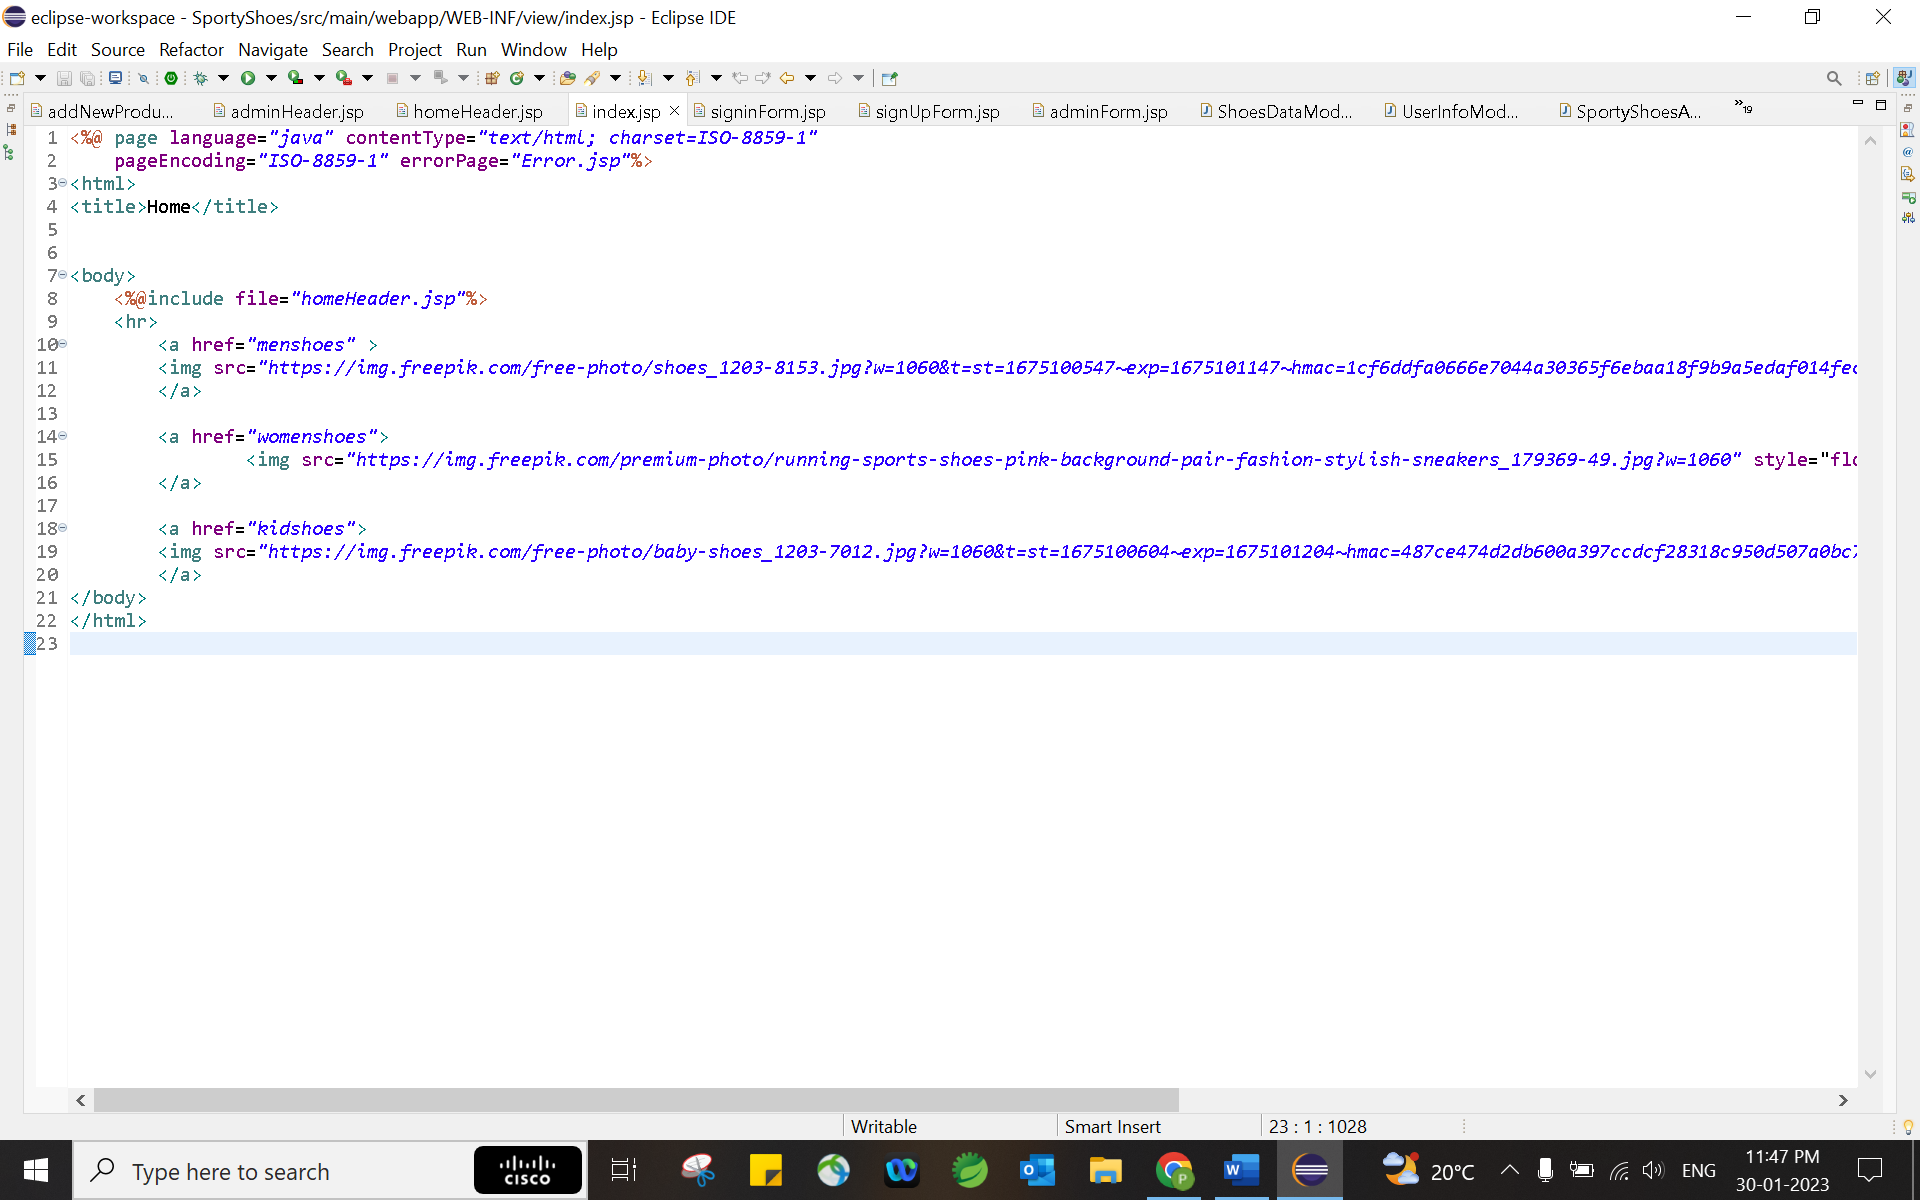 eclipse-workspace - SportyShoes/src/main/webapp/WEB-INF/view/index.jsp - Eclipse IDE
File Edit Source Refactor Navigate Search Project Run Window Help
addNewProdu... adminHeader.jsp homeHeader.jsp index.jsp signinForm.jsp signUpForm.jsp adminForm.jsp ShoesDataMod... UserInfoMod... SportyShoesA... »19
1 <%@ page language="java" contentType="text/html; charset=ISO-8859-1"
2 pageEncoding="ISO-8859-1" errorPage="Error.jsp"%>
3 <html>
4 <title>Home</title>
5
6
7 <body>
8 <%@include file="homeHeader.jsp"%>
9 <hr>
10 <a href="menshoes" >
11 <img src="https://img.freepik.com/free-photo/shoes_1203-8153.jpg?w=1060&t=st=1675100547~exp=1675101147~hmac=1cf6ddfa0666e7044a30365f6ebaa18f9b9a5edaf014fec
12 </a>
13
14 <a href="womenshoes">
15 <img src="https://img.freepik.com/premium-photo/running-sports-shoes-pink-background-pair-fashion-stylish-sneakers_179369-49.jpg?w=1060" style="flo
16 </a>
17
18 <a href="kidshoes">
19 <img src="https://img.freepik.com/free-photo/baby-shoes_1203-7012.jpg?w=1060&t=st=1675100604~exp=1675101204~hmac=487ce474d2db600a397ccdcf28318c950d507a0bc7
20 </a>
21 </body>
22 </html>
23
Writable Smart Insert 23 : 1 : 1028
Type here to search cisco 20°C ENG 11:47 PM
30-01-2023